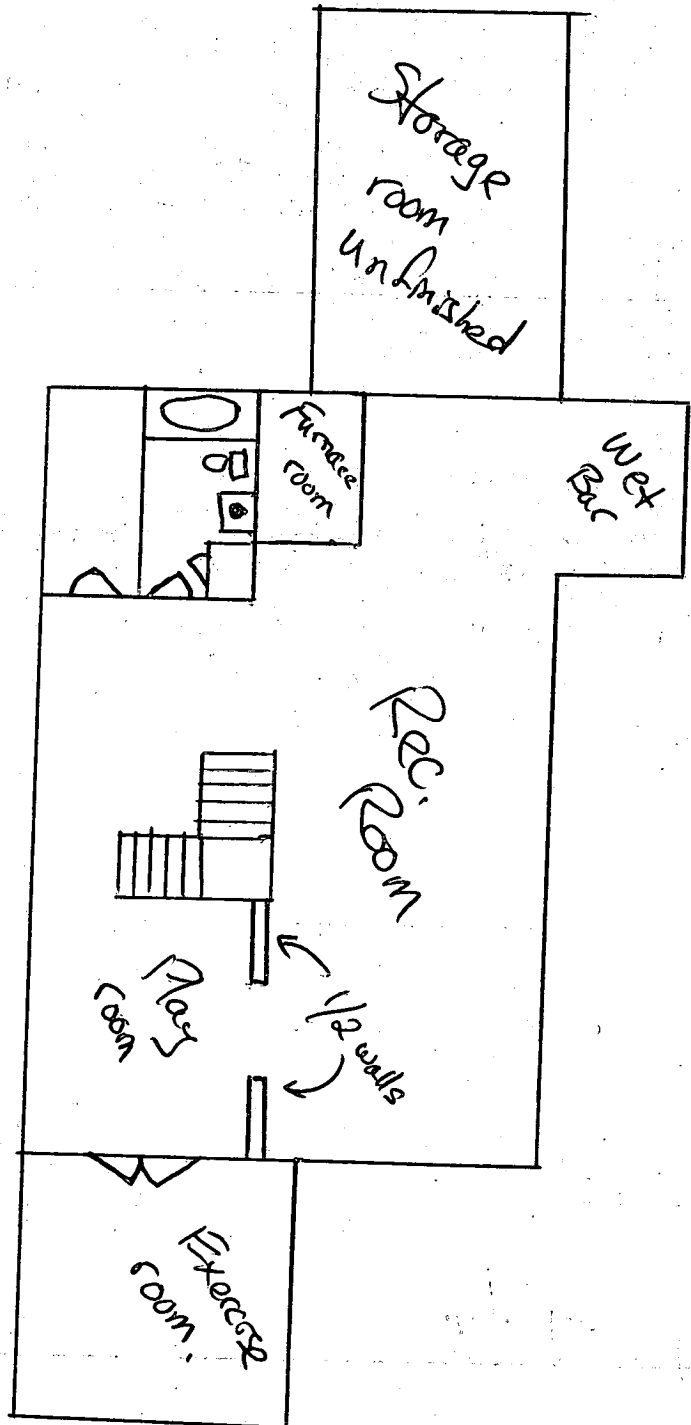 Storage
room
unfinished
Furnace
room
Wet
Bar
Rec.
Room
Play
room
1/2 walls
Exercise
room.